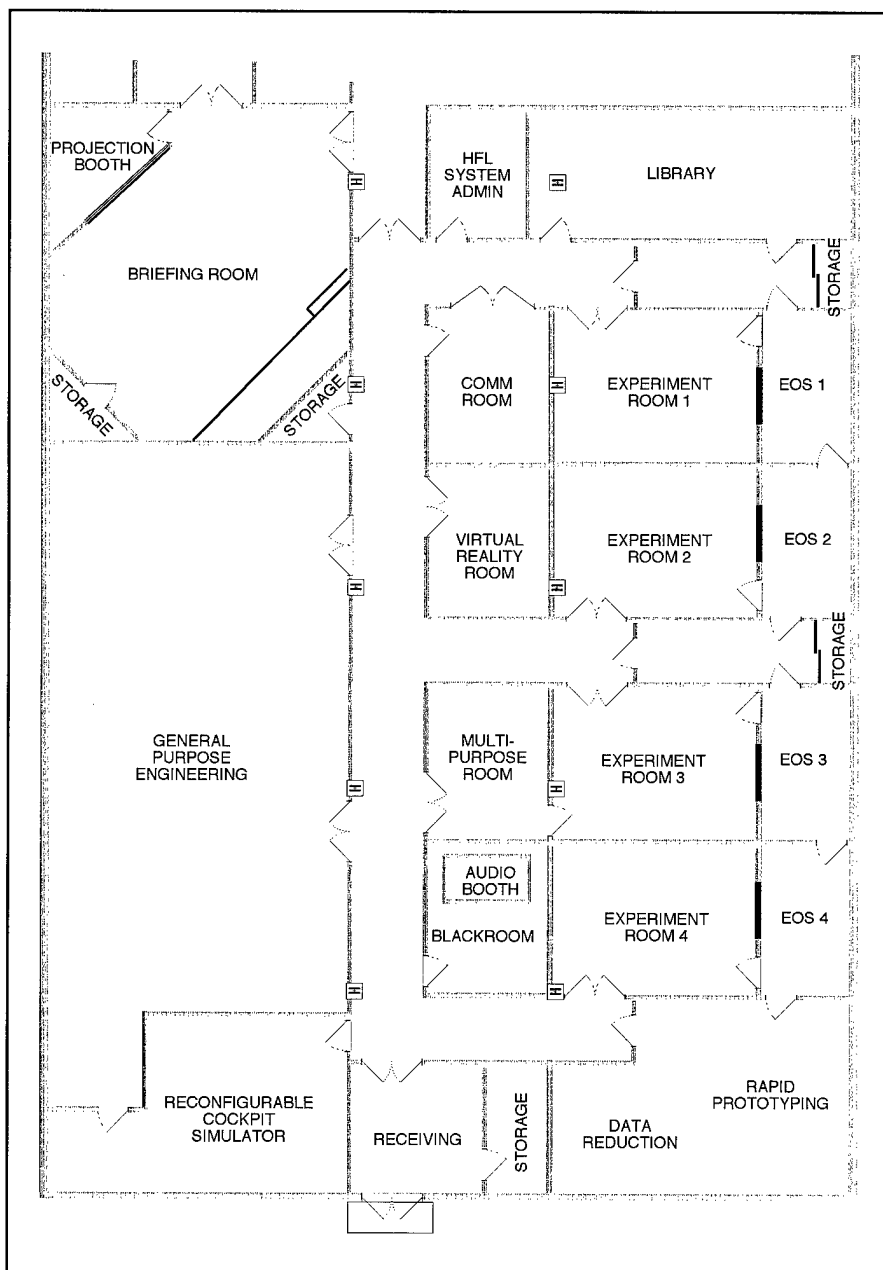 PROJECTION
BOOTH
HFL
SYSTEM
ADMIN
LIBRARY
BRIEFING ROOM
STORAGE
STORAGE
STORAGE
COMM
ROOM
EXPERIMENT
ROOM 1
EOS 1
VIRTUAL
REALITY
ROOM
EXPERIMENT
ROOM 2
EOS 2
STORAGE
GENERAL
PURPOSE
ENGINEERING
MULTI-
PURPOSE
ROOM
EXPERIMENT
ROOM 3
EOS 3
AUDIO
BOOTH
BLACKROOM
EXPERIMENT
ROOM 4
EOS 4
RECONFIGURABLE
COCKPIT
SIMULATOR
RECEIVING
STORAGE
DATA
REDUCTION
RAPID
PROTOTYPING